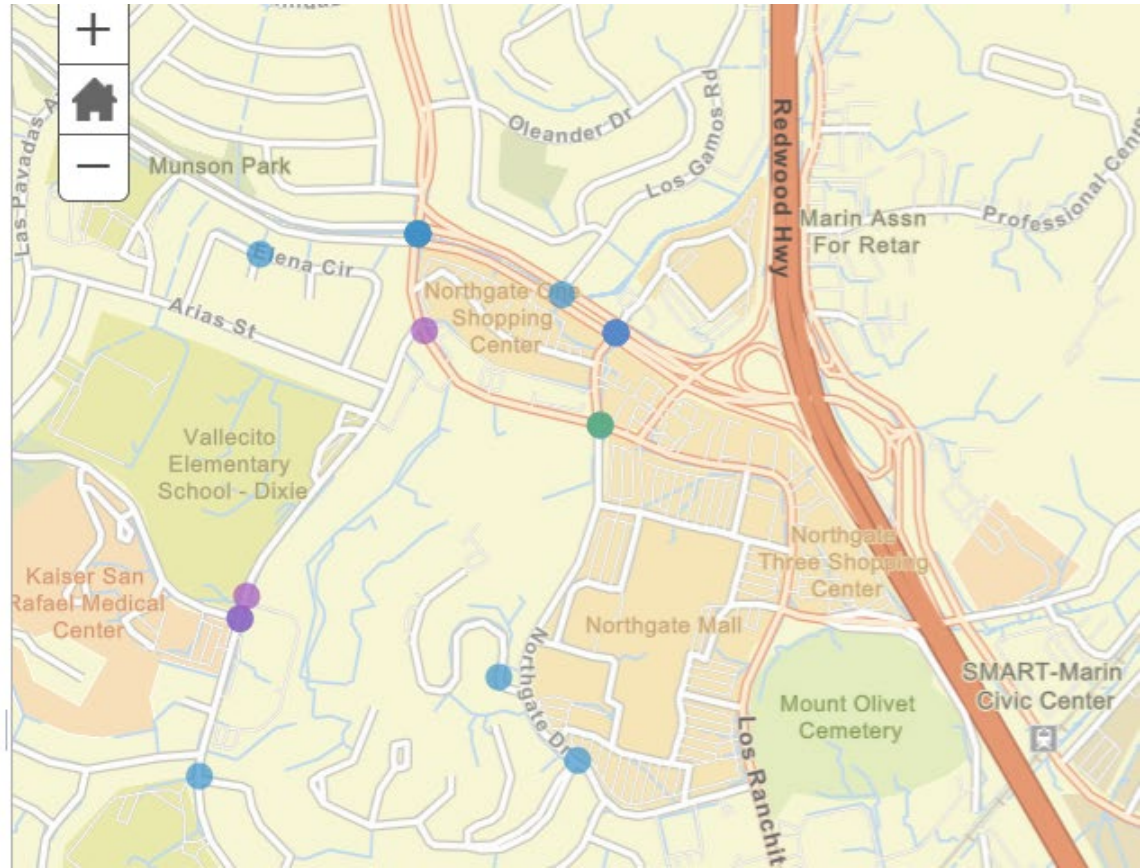 +
−
Las Pavadas A
Munson Park
Oleander Dr
Los Gamos Rd
Redwood Hwy
Marin Assn
For Retar
Elena Cir
Arias St
Northgate One
Shopping
Center
Vallecito
Elementary
School - Dixie
Kaiser San
Rafael Medical
Center
Northgate
Three Shopping
Center
Northgate Mall
Northgate Dr
SMART-Marin
Civic Center
Mount Olivet
Cemetery
Los Ranchit